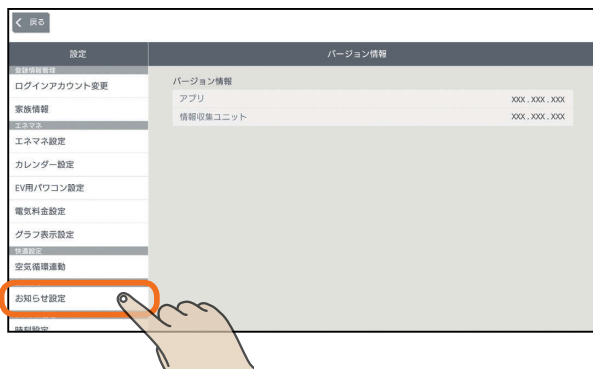 戻る
設定
バージョン情報
登録情報管理
ログインアカウント変更
家族情報
エネマネ
エネマネ設定
カレンダー設定
EV用パワコン設定
電気料金設定
グラフ表示設定
快適設定
空気循環連動
お知らせ設定
時刻設定
バージョン情報
アプリ XXX.XXX.XXX
情報収集ユニット XXX.XXX.XXX